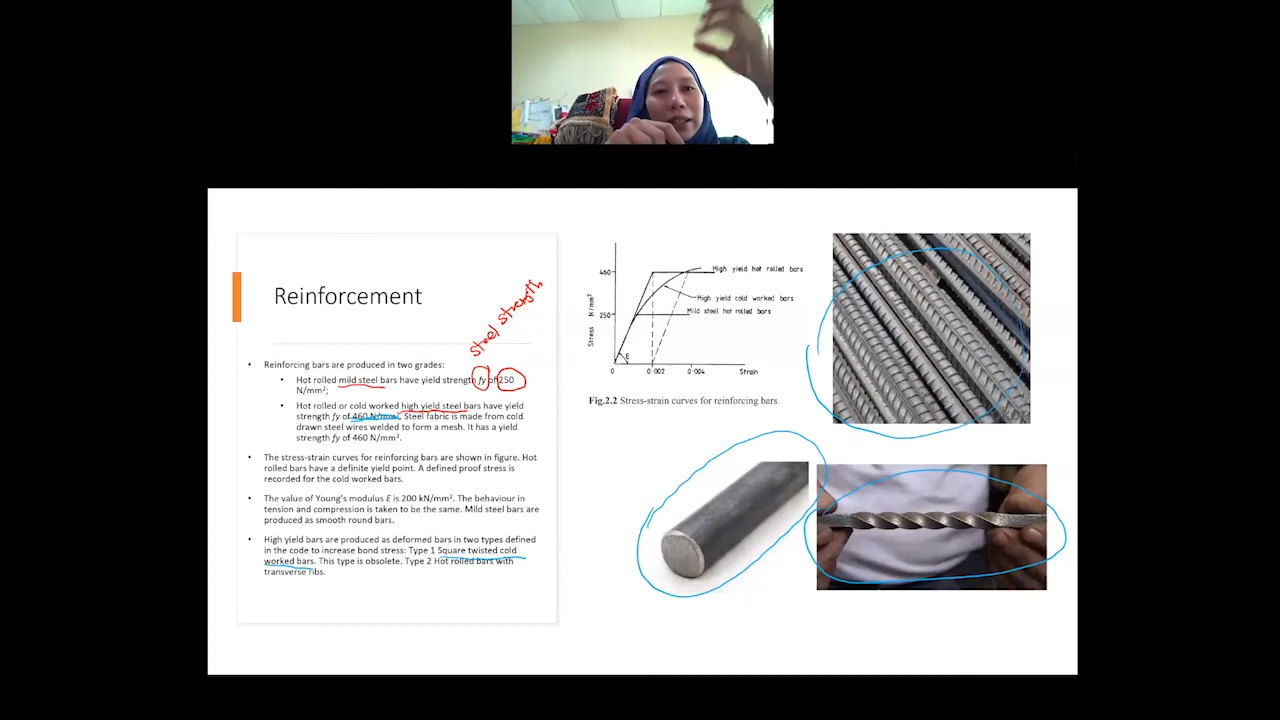 Reinforcement
steel strength
• Reinforcing bars are produced in two grades:
• Hot rolled mild steel bars have yield strength fy of 250
N/mm²;
• Hot rolled or cold worked high yield steel bars have yield
strength fy of 460 N/mm². Steel fabric is made from cold
drawn steel wires welded to form a mesh. It has a yield
strength fy of 460 N/mm².
• The stress-strain curves for reinforcing bars are shown in figure. Hot
rolled bars have a definite yield point. A defined proof stress is
recorded for the cold worked bars.
• The value of Young's modulus E is 200 kN/mm². The behaviour in
tension and compression is taken to be the same. Mild steel bars are
produced as smooth round bars.
• High yield bars are produced as deformed bars in two types defined
in the code to increase bond stress: Type 1 Square twisted cold
worked bars. This type is obsolete. Type 2 Hot rolled bars with
transverse ribs.
460
High yield hot rolled bars
High yield cold worked bars
250
Mild steel hot rolled bars
Stress N/mm²
E
0
0·002
0·004
Strain
Fig.2.2 Stress-strain curves for reinforcing bars.